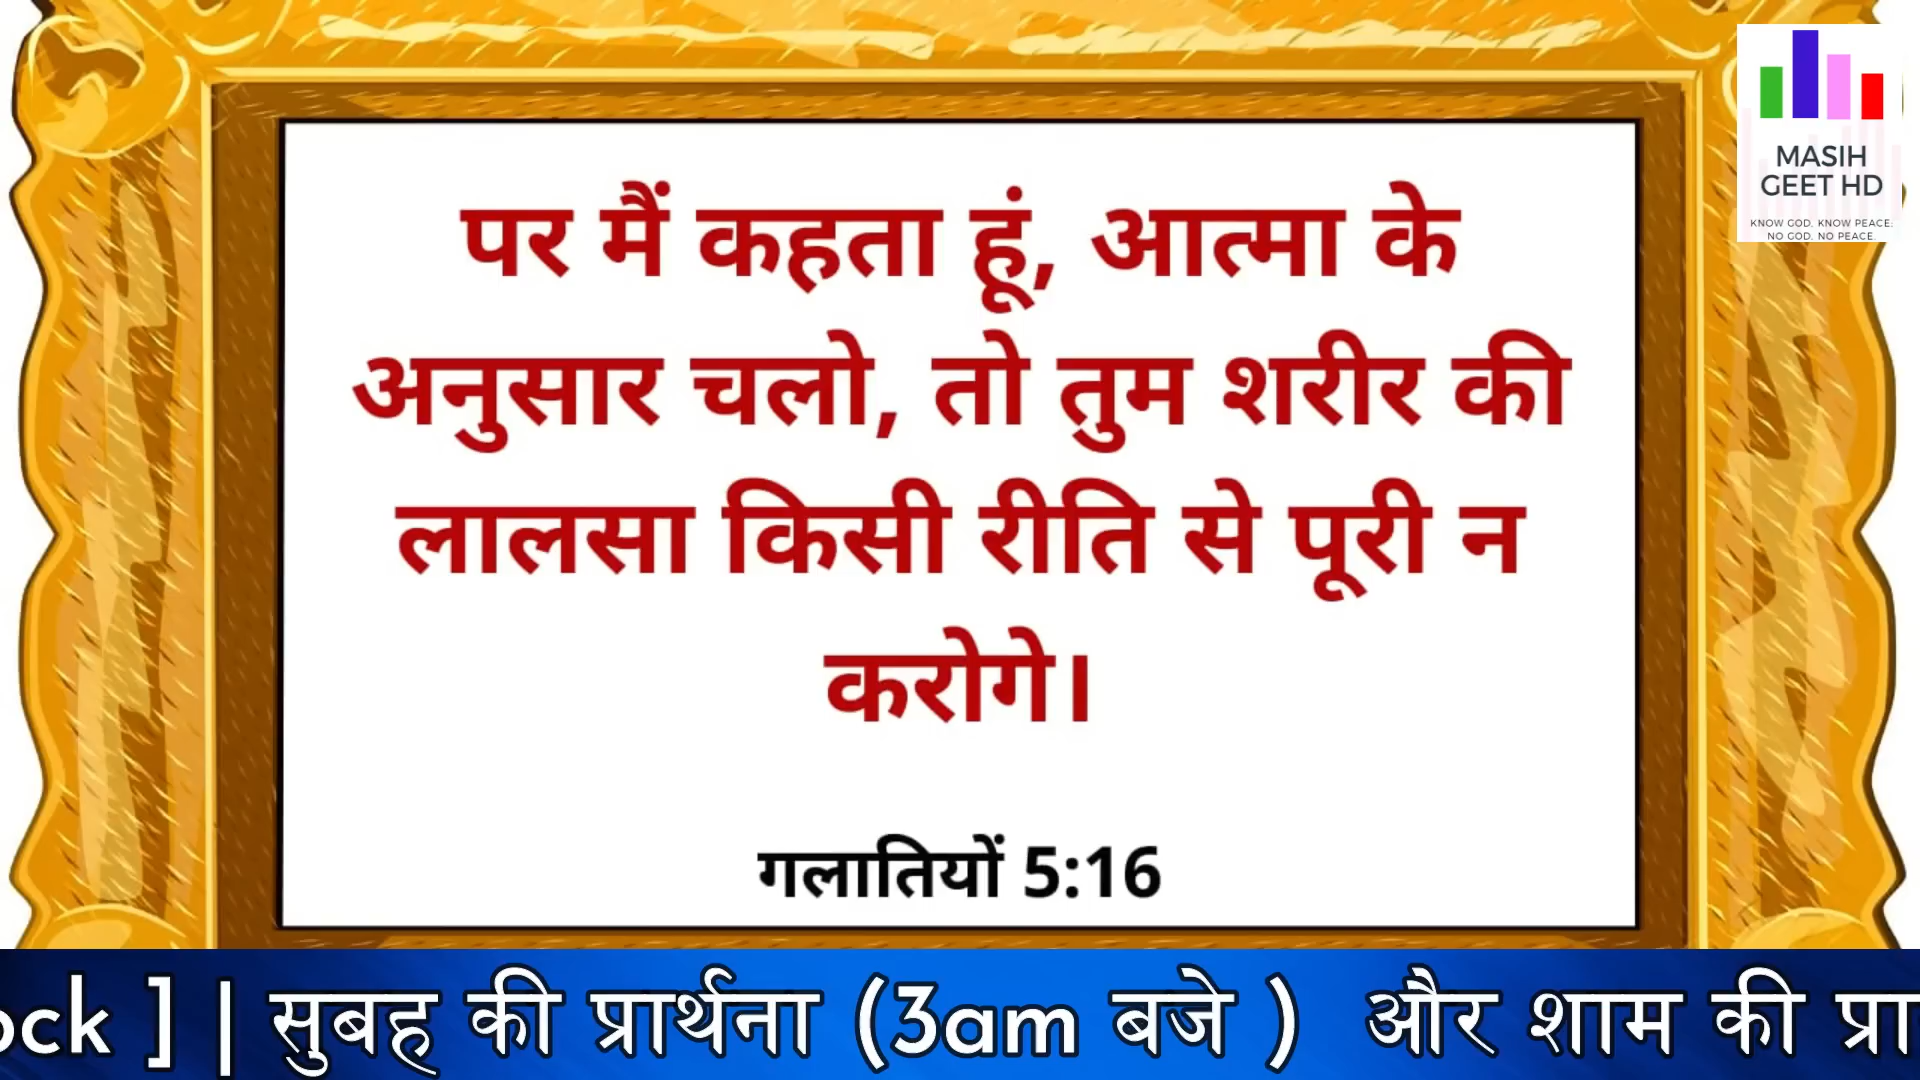 पर मैं कहता हूं, आत्मा के
अनुसार चलो, तो तुम शरीर की
लालसा किसी रीति से पूरी न
करोगे।
गलातियों 5:16
MASIH
GEET HD
KNOW GOD. KNOW PEACE:
NO GOD. NO PEACE
ock ] | सुबह की प्रार्थना (3am बजे ) और शाम की प्रा